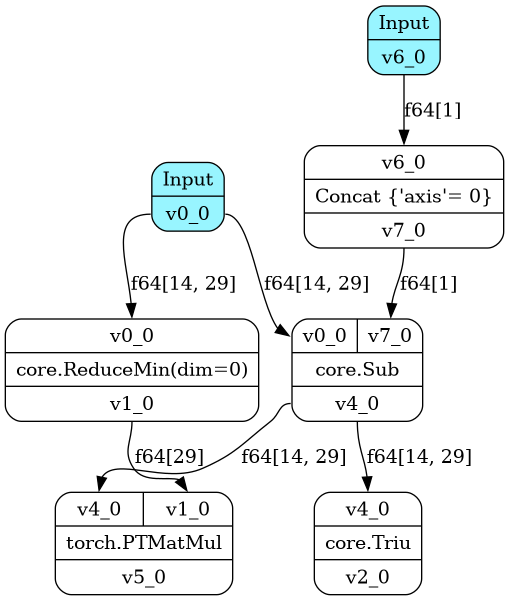 Input
v6_0
f64[1]
v6_0
Concat {'axis'= 0}
v7_0
Input
v0_0
f64[14, 29]
f64[14, 29]
f64[1]
v0_0
core.ReduceMin(dim=0)
v1_0
v0_0
v7_0
core.Sub
v4_0
f64[29]
f64[14, 29]
f64[14, 29]
v4_0
v1_0
torch.PTMatMul
v5_0
v4_0
core.Triu
v2_0